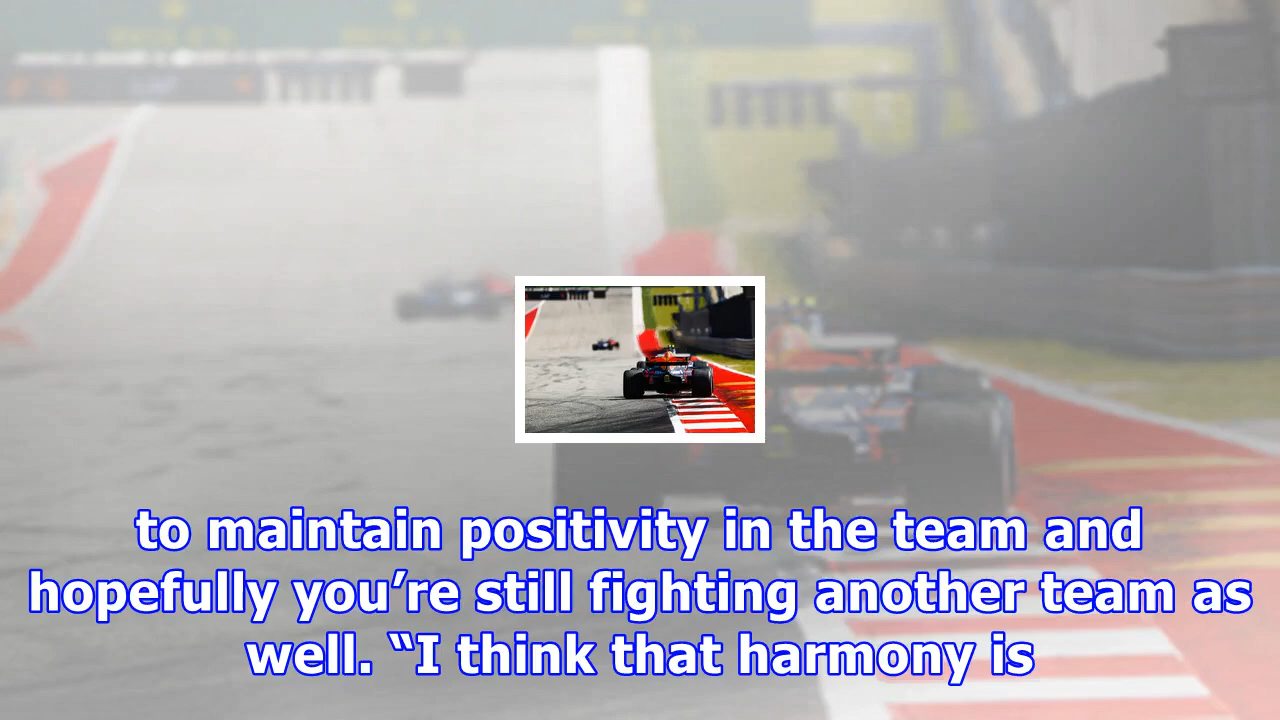 to maintain positivity in the team and
hopefully you’re still fighting another team as
well. “I think that harmony is